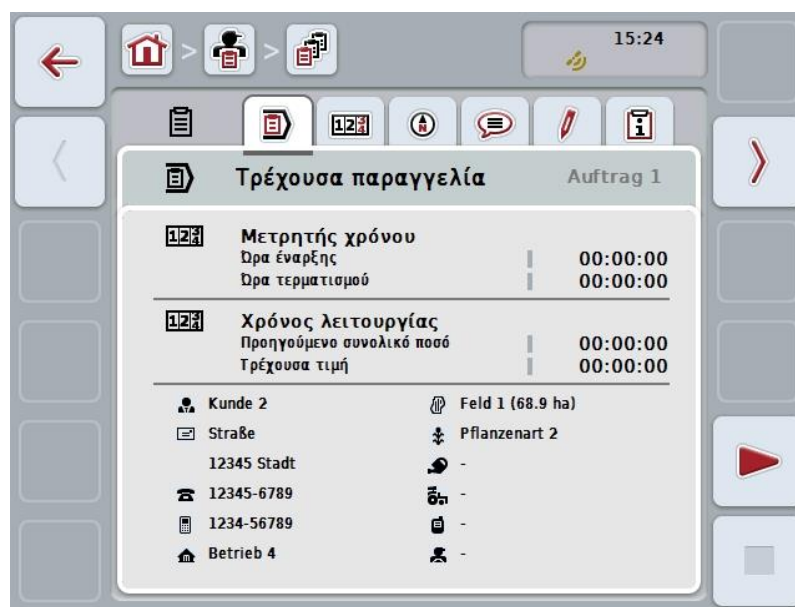 15:24
Τρέχουσα παραγγελία Auftrag 1
Μετρητής χρόνου
Ώρα έναρξης 00:00:00
Ώρα τερματισμού 00:00:00
Χρόνος λειτουργίας
Προηγούμενο συνολικό ποσό 00:00:00
Τρέχουσα τιμή 00:00:00
Kunde 2 Feld 1 (68.9 ha)
Straße Pflanzenart 2
12345 Stadt -
12345-6789 -
1234-56789 -
Betrieb 4 -